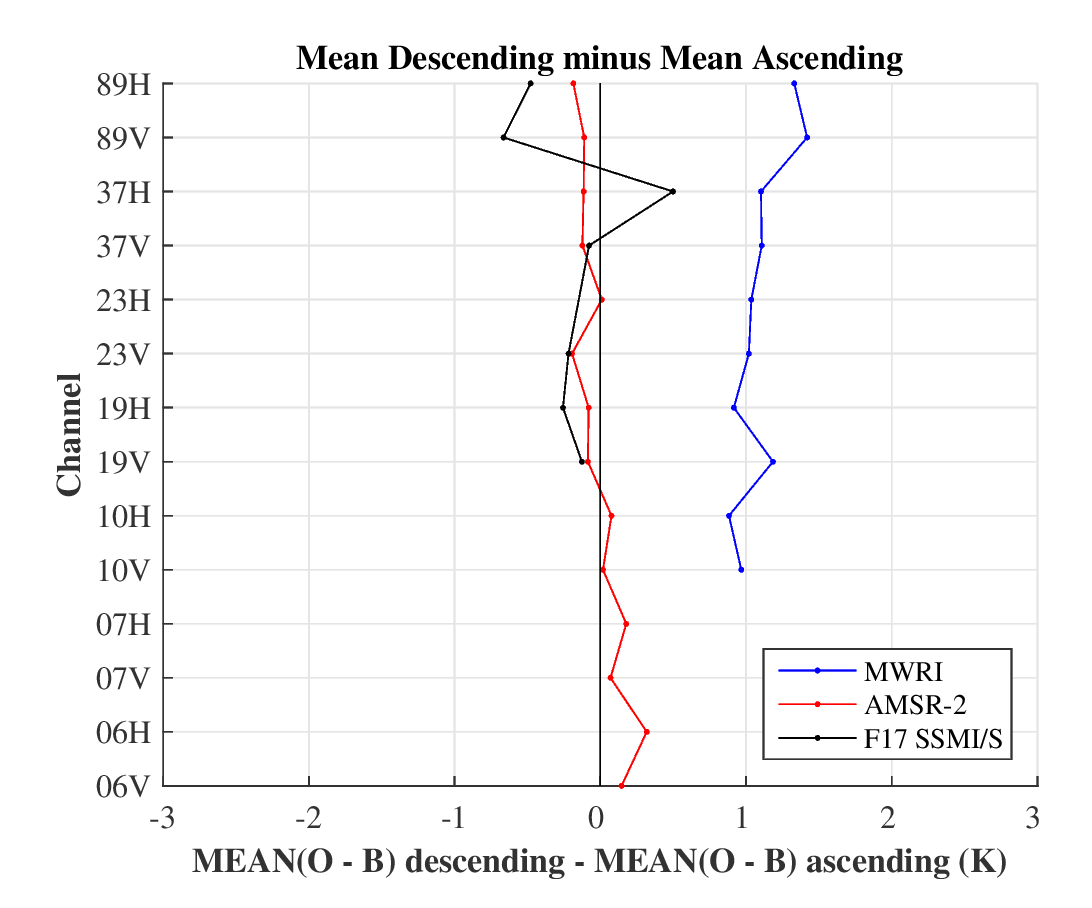 Mean Descending minus Mean Ascending
89H
89V
37H
37V
23H
23V
19H
19V
10H
10V
07H
07V
06H
06V
Channel
MWRI
AMSR-2
F17 SSMI/S
-3 -2 -1 0 1 2 3
MEAN(O - B) descending - MEAN(O - B) ascending (K)